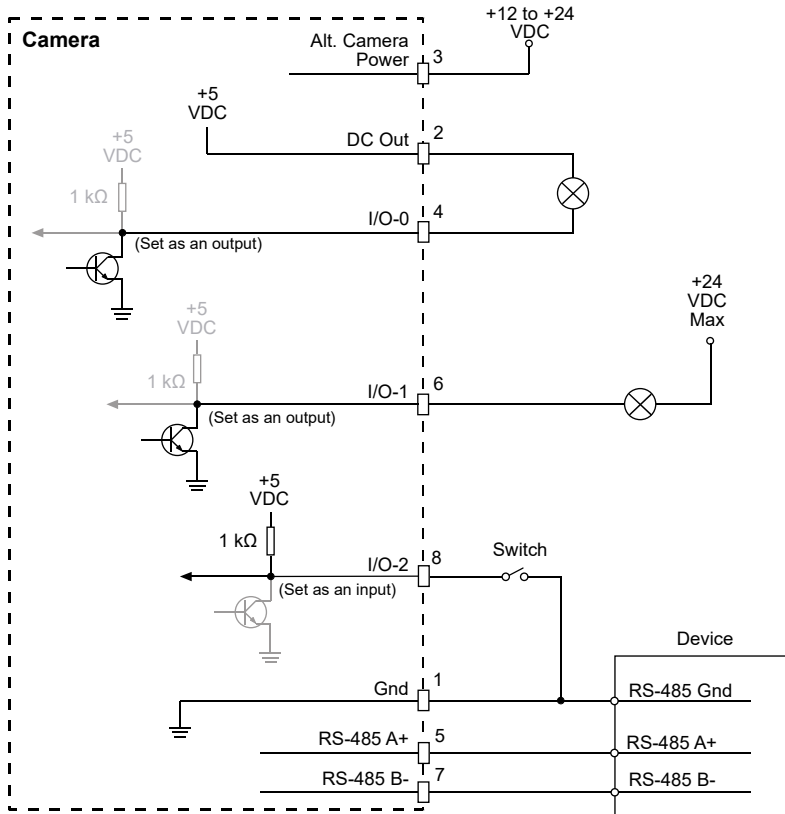 +12 to +24
VDC
Camera
Alt. Camera
Power
3
+5
VDC
DC Out
2
+5
VDC
1 kΩ
I/O-0
4
(Set as an output)
+24
VDC
Max
+5
VDC
1 kΩ
I/O-1
6
(Set as an output)
+5
VDC
1 kΩ
I/O-2
8
Switch
(Set as an input)
Device
Gnd
1
RS-485 Gnd
RS-485 A+
5
RS-485 A+
RS-485 B-
7
RS-485 B-